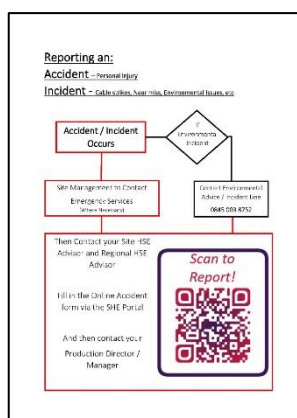 Reporting an:
Accident – Personal Injury
Incident – Cable strikes, Near miss, Environmental Issues, etc
Accident / Incident
Occurs
If
Environmental
Incident
Site Management to Contact
Emergency Services
(Where Necessary)
Contact Environmental
Advice / Incident Line
Then Contact your Site HSE
Advisor and Regional HSE
Advisor
Fill in the Online Accident
form via the SHE Portal
And then contact your
Production Director /
Manager
Scan to
Report!